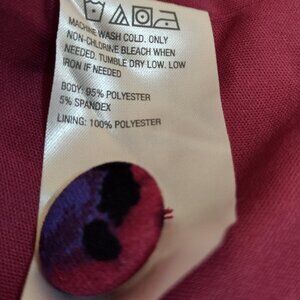 MACHINE WASH COLD. ONLY
NON-CHLORINE BLEACH WHEN
NEEDED. TUMBLE DRY LOW. LOW
IRON IF NEEDED
BODY: 95% POLYESTER
5% SPANDEX
LINING: 100% POLYESTER